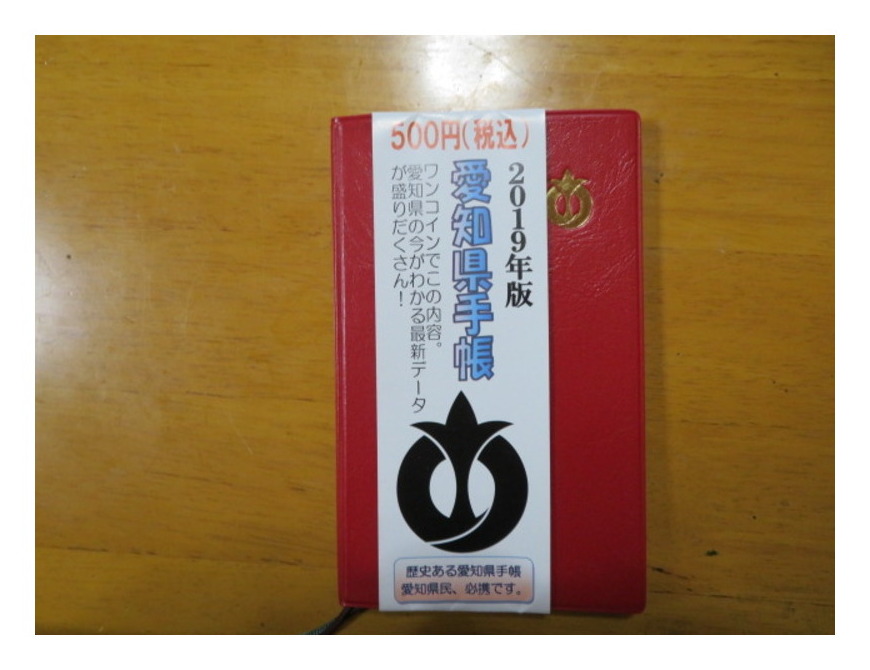 500円(税込)
2019年版
愛知県手帳
ワンコインでこの内容。
愛知県の今がわかる最新データ
が盛りだくさん！
歴史ある愛知県手帳
愛知県民、必携です。